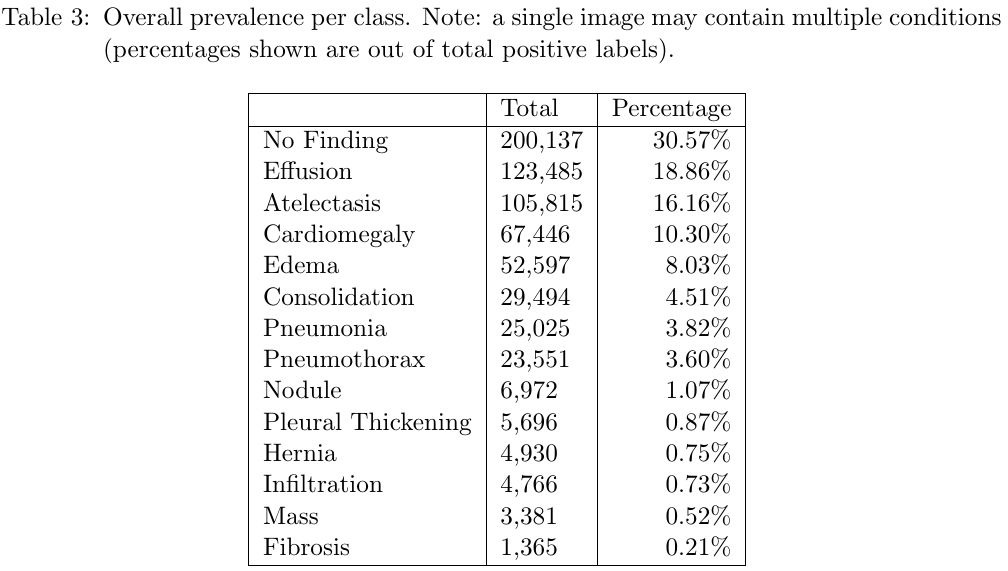 Table 3: Overall prevalence per class. Note: a single image may contain multiple conditions
(percentages shown are out of total positive labels).
Total Percentage
No Finding 200,137 30.57%
Effusion 123,485 18.86%
Atelectasis 105,815 16.16%
Cardiomegaly 67,446 10.30%
Edema 52,597 8.03%
Consolidation 29,494 4.51%
Pneumonia 25,025 3.82%
Pneumothorax 23,551 3.60%
Nodule 6,972 1.07%
Pleural Thickening 5,696 0.87%
Hernia 4,930 0.75%
Infiltration 4,766 0.73%
Mass 3,381 0.52%
Fibrosis 1,365 0.21%